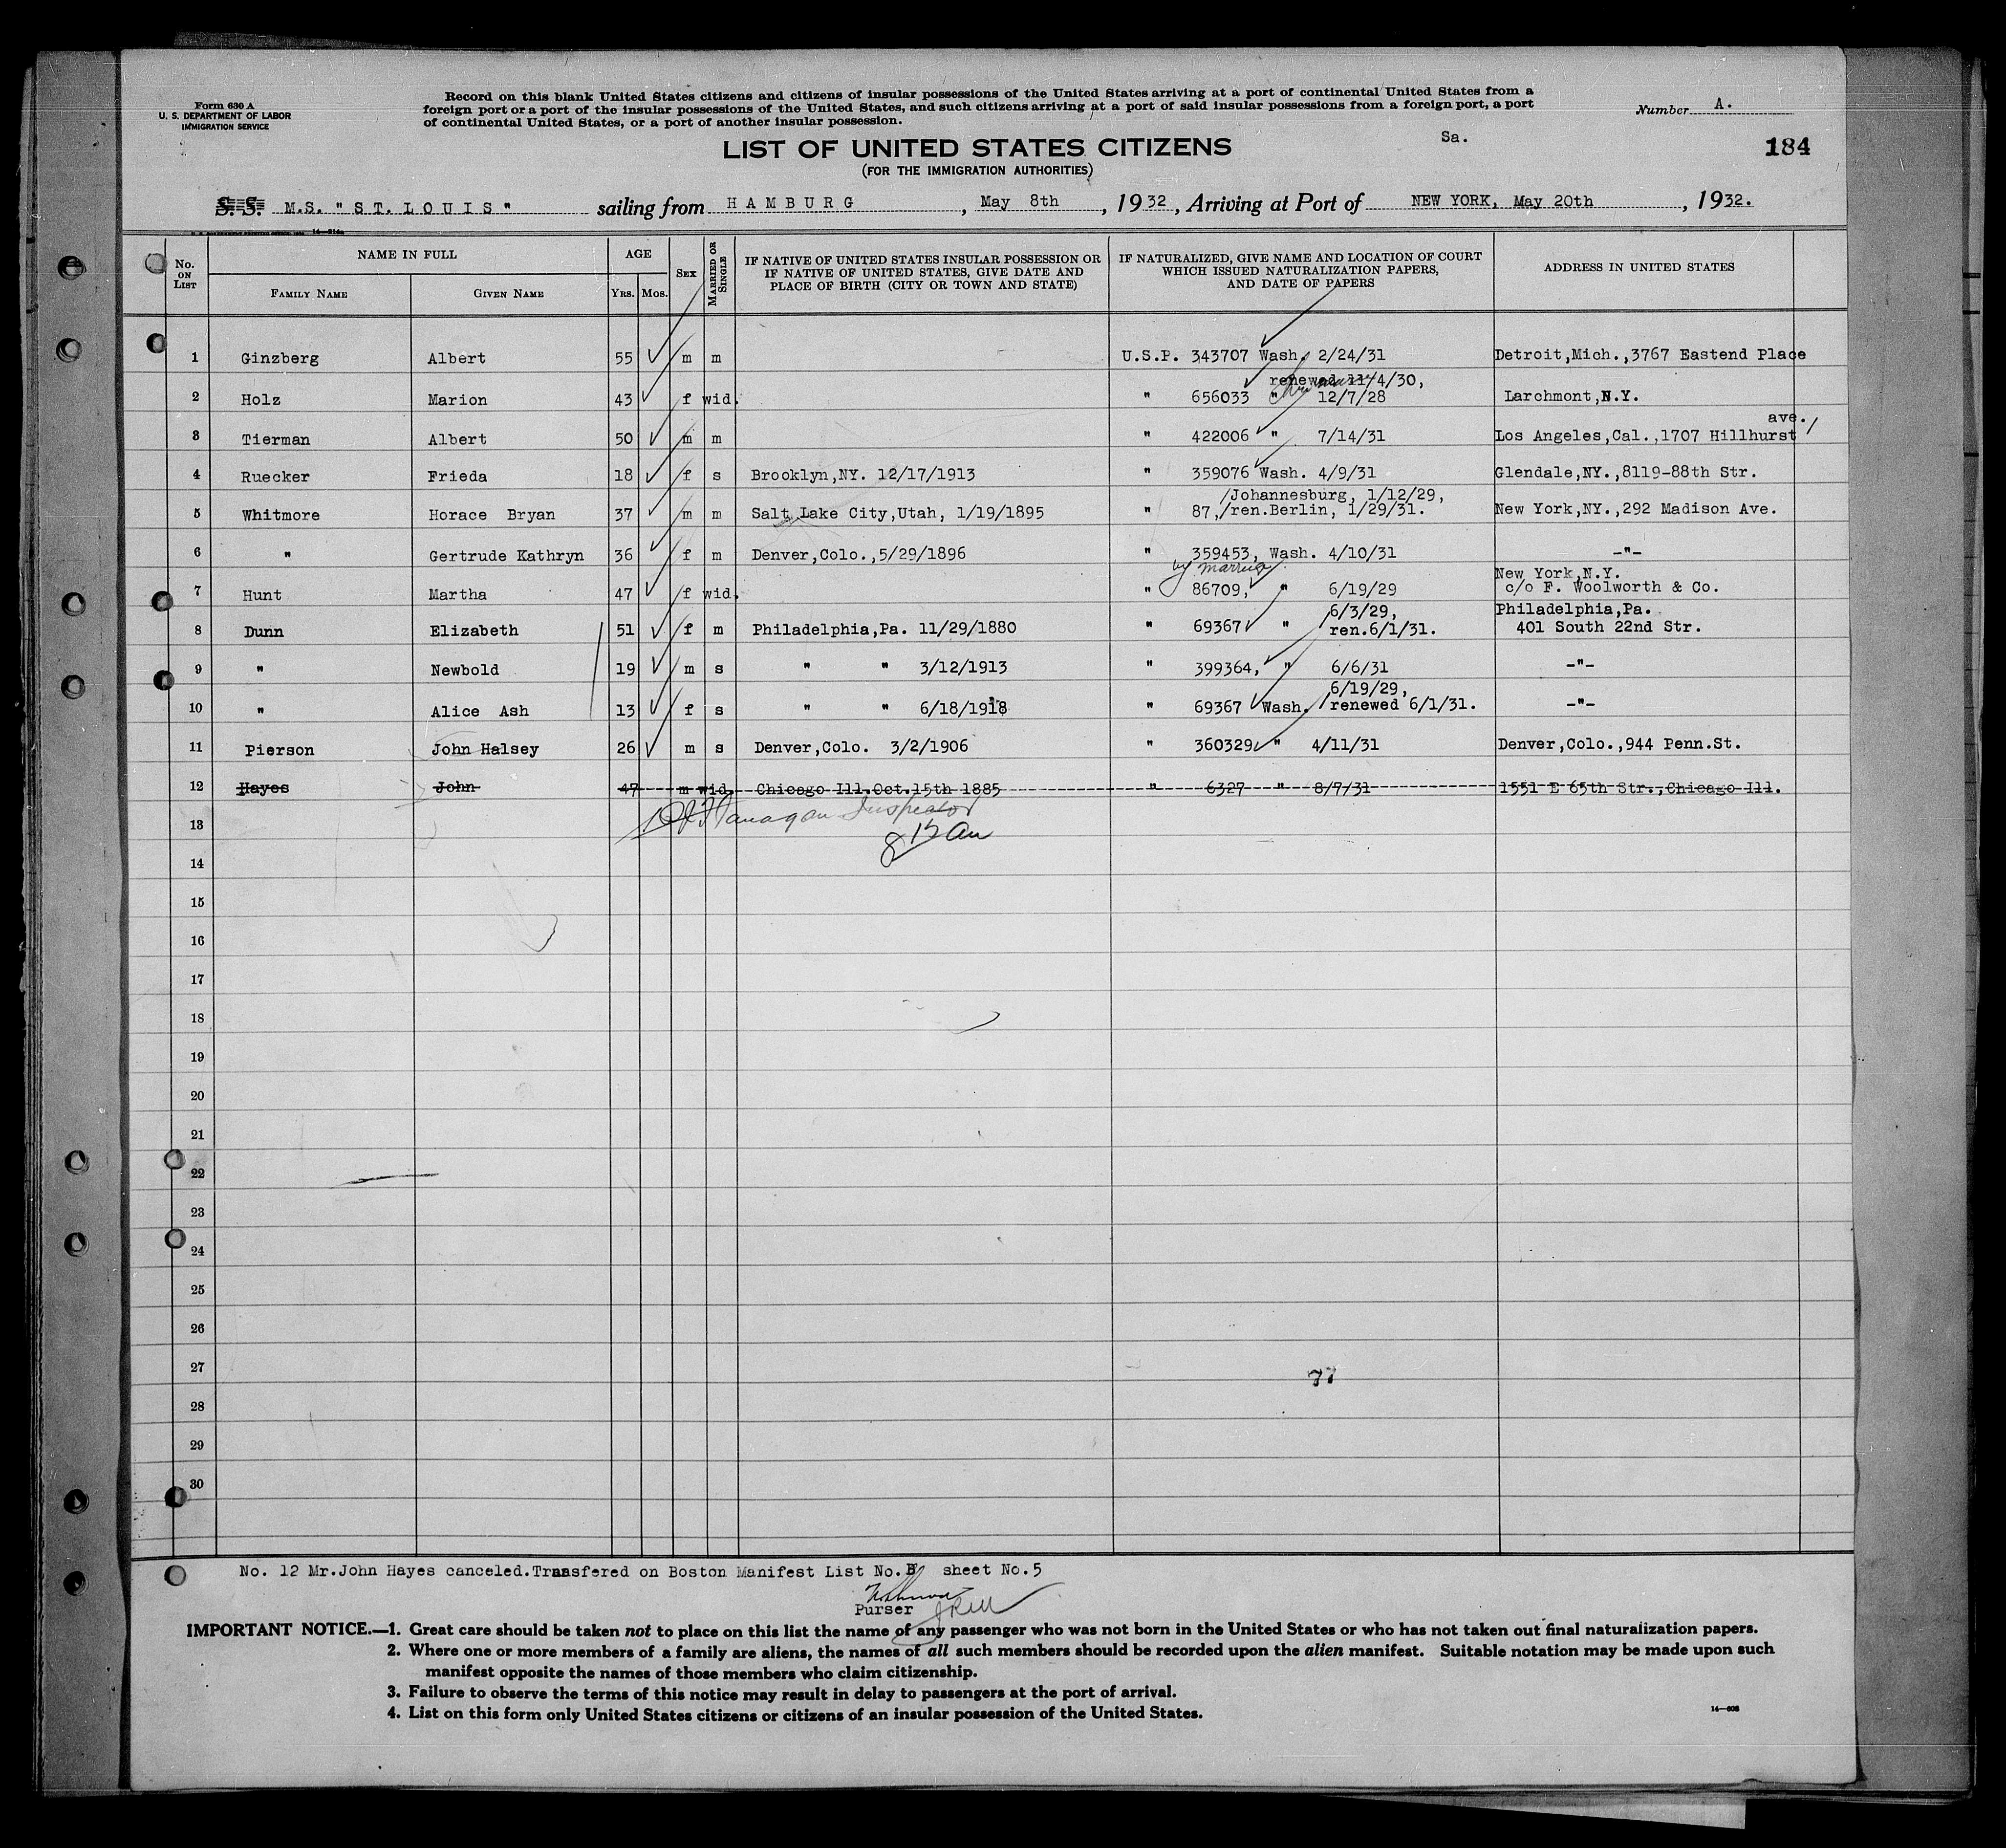 Form 630 A
U. S. DEPARTMENT OF LABOR
IMMIGRATION SERVICE
Record on this blank United States citizens and citizens of insular possessions of the United States arriving at a port of continental United States from a
foreign port or a port of the insular possessions of the United States, and such citizens arriving at a port of said insular possessions from a foreign port, a port
of continental United States, or a port of another insular possession.
Number A.
Sa.
184
LIST OF UNITED STATES CITIZENS
(FOR THE IMMIGRATION AUTHORITIES)
S. S. M.S. " ST. LOUIS " sailing from HAMBURG, May 8th, 1932, Arriving at Port of NEW YORK, May 20th, 1932.
No. ON LIST NAME IN FULL AGE SEX MARRIED OR SINGLE IF NATIVE OF UNITED STATES INSULAR POSSESSION OR IF NATIVE OF UNITED STATES, GIVE DATE AND PLACE OF BIRTH (CITY OR TOWN AND STATE) IF NATURALIZED, GIVE NAME AND LOCATION OF COURT WHICH ISSUED NATURALIZATION PAPERS, AND DATE OF PAPERS ADDRESS IN UNITED STATES
FAMILY NAME GIVEN NAME YRS. MOS.
1 Ginzberg Albert 55 m m U.S.P. 343707 Wash. 2/24/31 Detroit,Mich.,3767 Eastend Place
renewed 11/4/30,
2 Holz Marion 43 f wid. " 656033 " 12/7/28 Larchmont,N.Y.
ave.
3 Tierman Albert 50 m m " 422006 " 7/14/31 Los Angeles,Cal.,1707 Hillhurst
4 Ruecker Frieda 18 f s Brooklyn,NY. 12/17/1913 " 359076 Wash. 4/9/31 Glendale,NY.,8119-88th Str.
/Johannesburg, 1/12/29,
5 Whitmore Horace Bryan 37 m m Salt Lake City,Utah, 1/19/1895 " 87,/ren.Berlin, 1/29/31. New York,NY.,292 Madison Ave.
6 " Gertrude Kathryn 36 f m Denver,Colo.,5/29/1896 " 359453, Wash. 4/10/31 -"-
by marriage New York,N.Y.
7 Hunt Martha 47 f wid. " 86709, " 6/19/29 c/o F. Woolworth & Co.
6/3/29, Philadelphia,Pa.
8 Dunn Elizabeth 51 f m Philadelphia,Pa. 11/29/1880 " 69367 " ren.6/1/31. 401 South 22nd Str.
9 " Newbold 19 m s " " 3/12/1913 " 399364, " 6/6/31 -"-
6/19/29,
10 " Alice Ash 13 f s " " 6/18/1918 " 69367 Wash. renewed 6/1/31. -"-
11 Pierson John Halsey 26 m s Denver,Colo. 3/2/1906 " 360329 " 4/11/31 Denver,Colo.,944 Penn.St.
12 Hayes John 47 m wid. Chicago Ill.Oct.15th 1885 " 6327 " 8/7/31 1551 E 65th Str.,Chicago Ill.
Flanagan Inspector
13
14
15
16
17
18
19
20
21
22
23
24
25
26
27
77
28
29
30
No. 12 Mr.John Hayes canceled.Transfered on Boston Manifest List No. sheet No.5
Purser
IMPORTANT NOTICE.—1. Great care should be taken not to place on this list the name of any passenger who was not born in the United States or who has not taken out final naturalization papers.
2. Where one or more members of a family are aliens, the names of all such members should be recorded upon the alien manifest. Suitable notation may be made upon such
manifest opposite the names of those members who claim citizenship.
3. Failure to observe the terms of this notice may result in delay to passengers at the port of arrival.
4. List on this form only United States citizens or citizens of an insular possession of the United States.